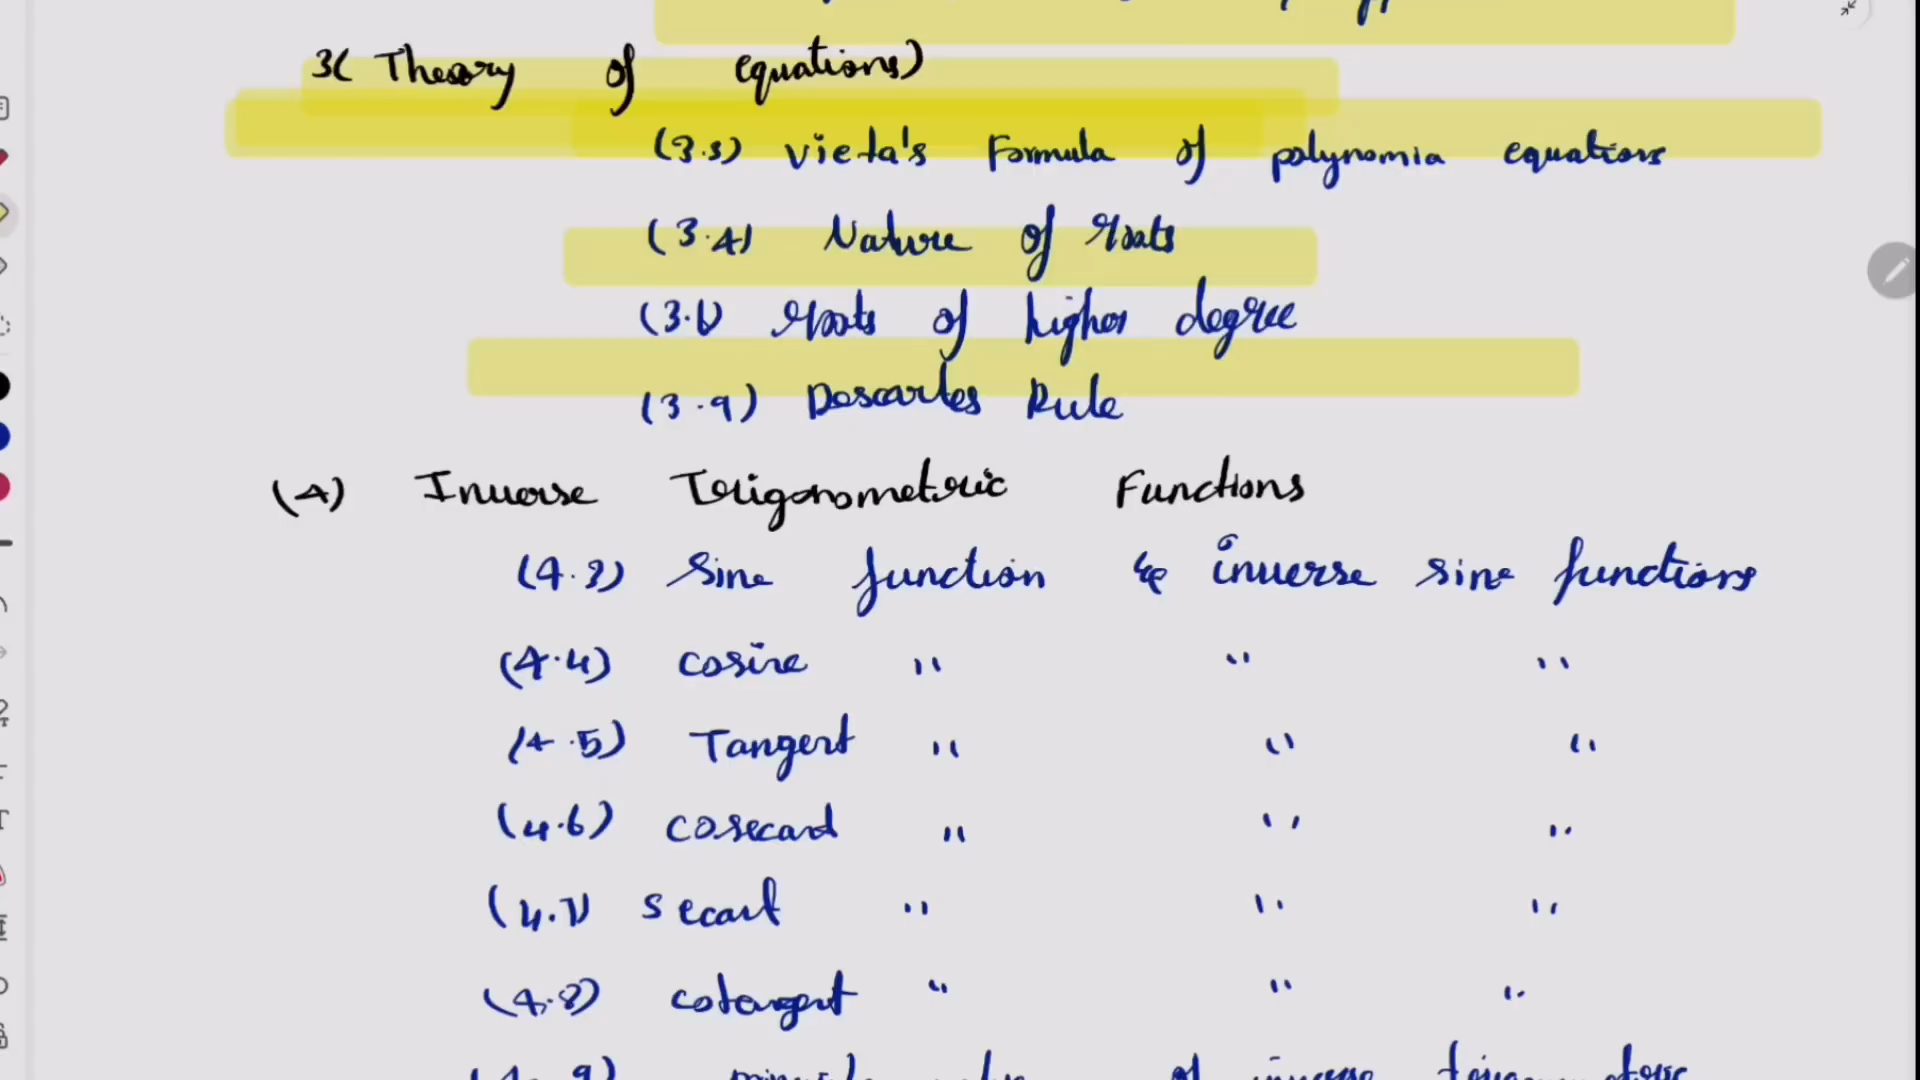 3( Theory of equations)
(3.3) Vieta's Formula of polynomia equations
(3.4) Nature of roots
(3.6) roots of higher degree
(3.9) Descartes Rule
(4) Inverse Trigonometric Functions
(4.3) Sine function & inverse sine functions
(4.4) cosine " " "
(4.5) Tangent " " "
(4.6) cosecant " " "
(4.7) secant " " "
(4.8) cotangent " " "
of inverse